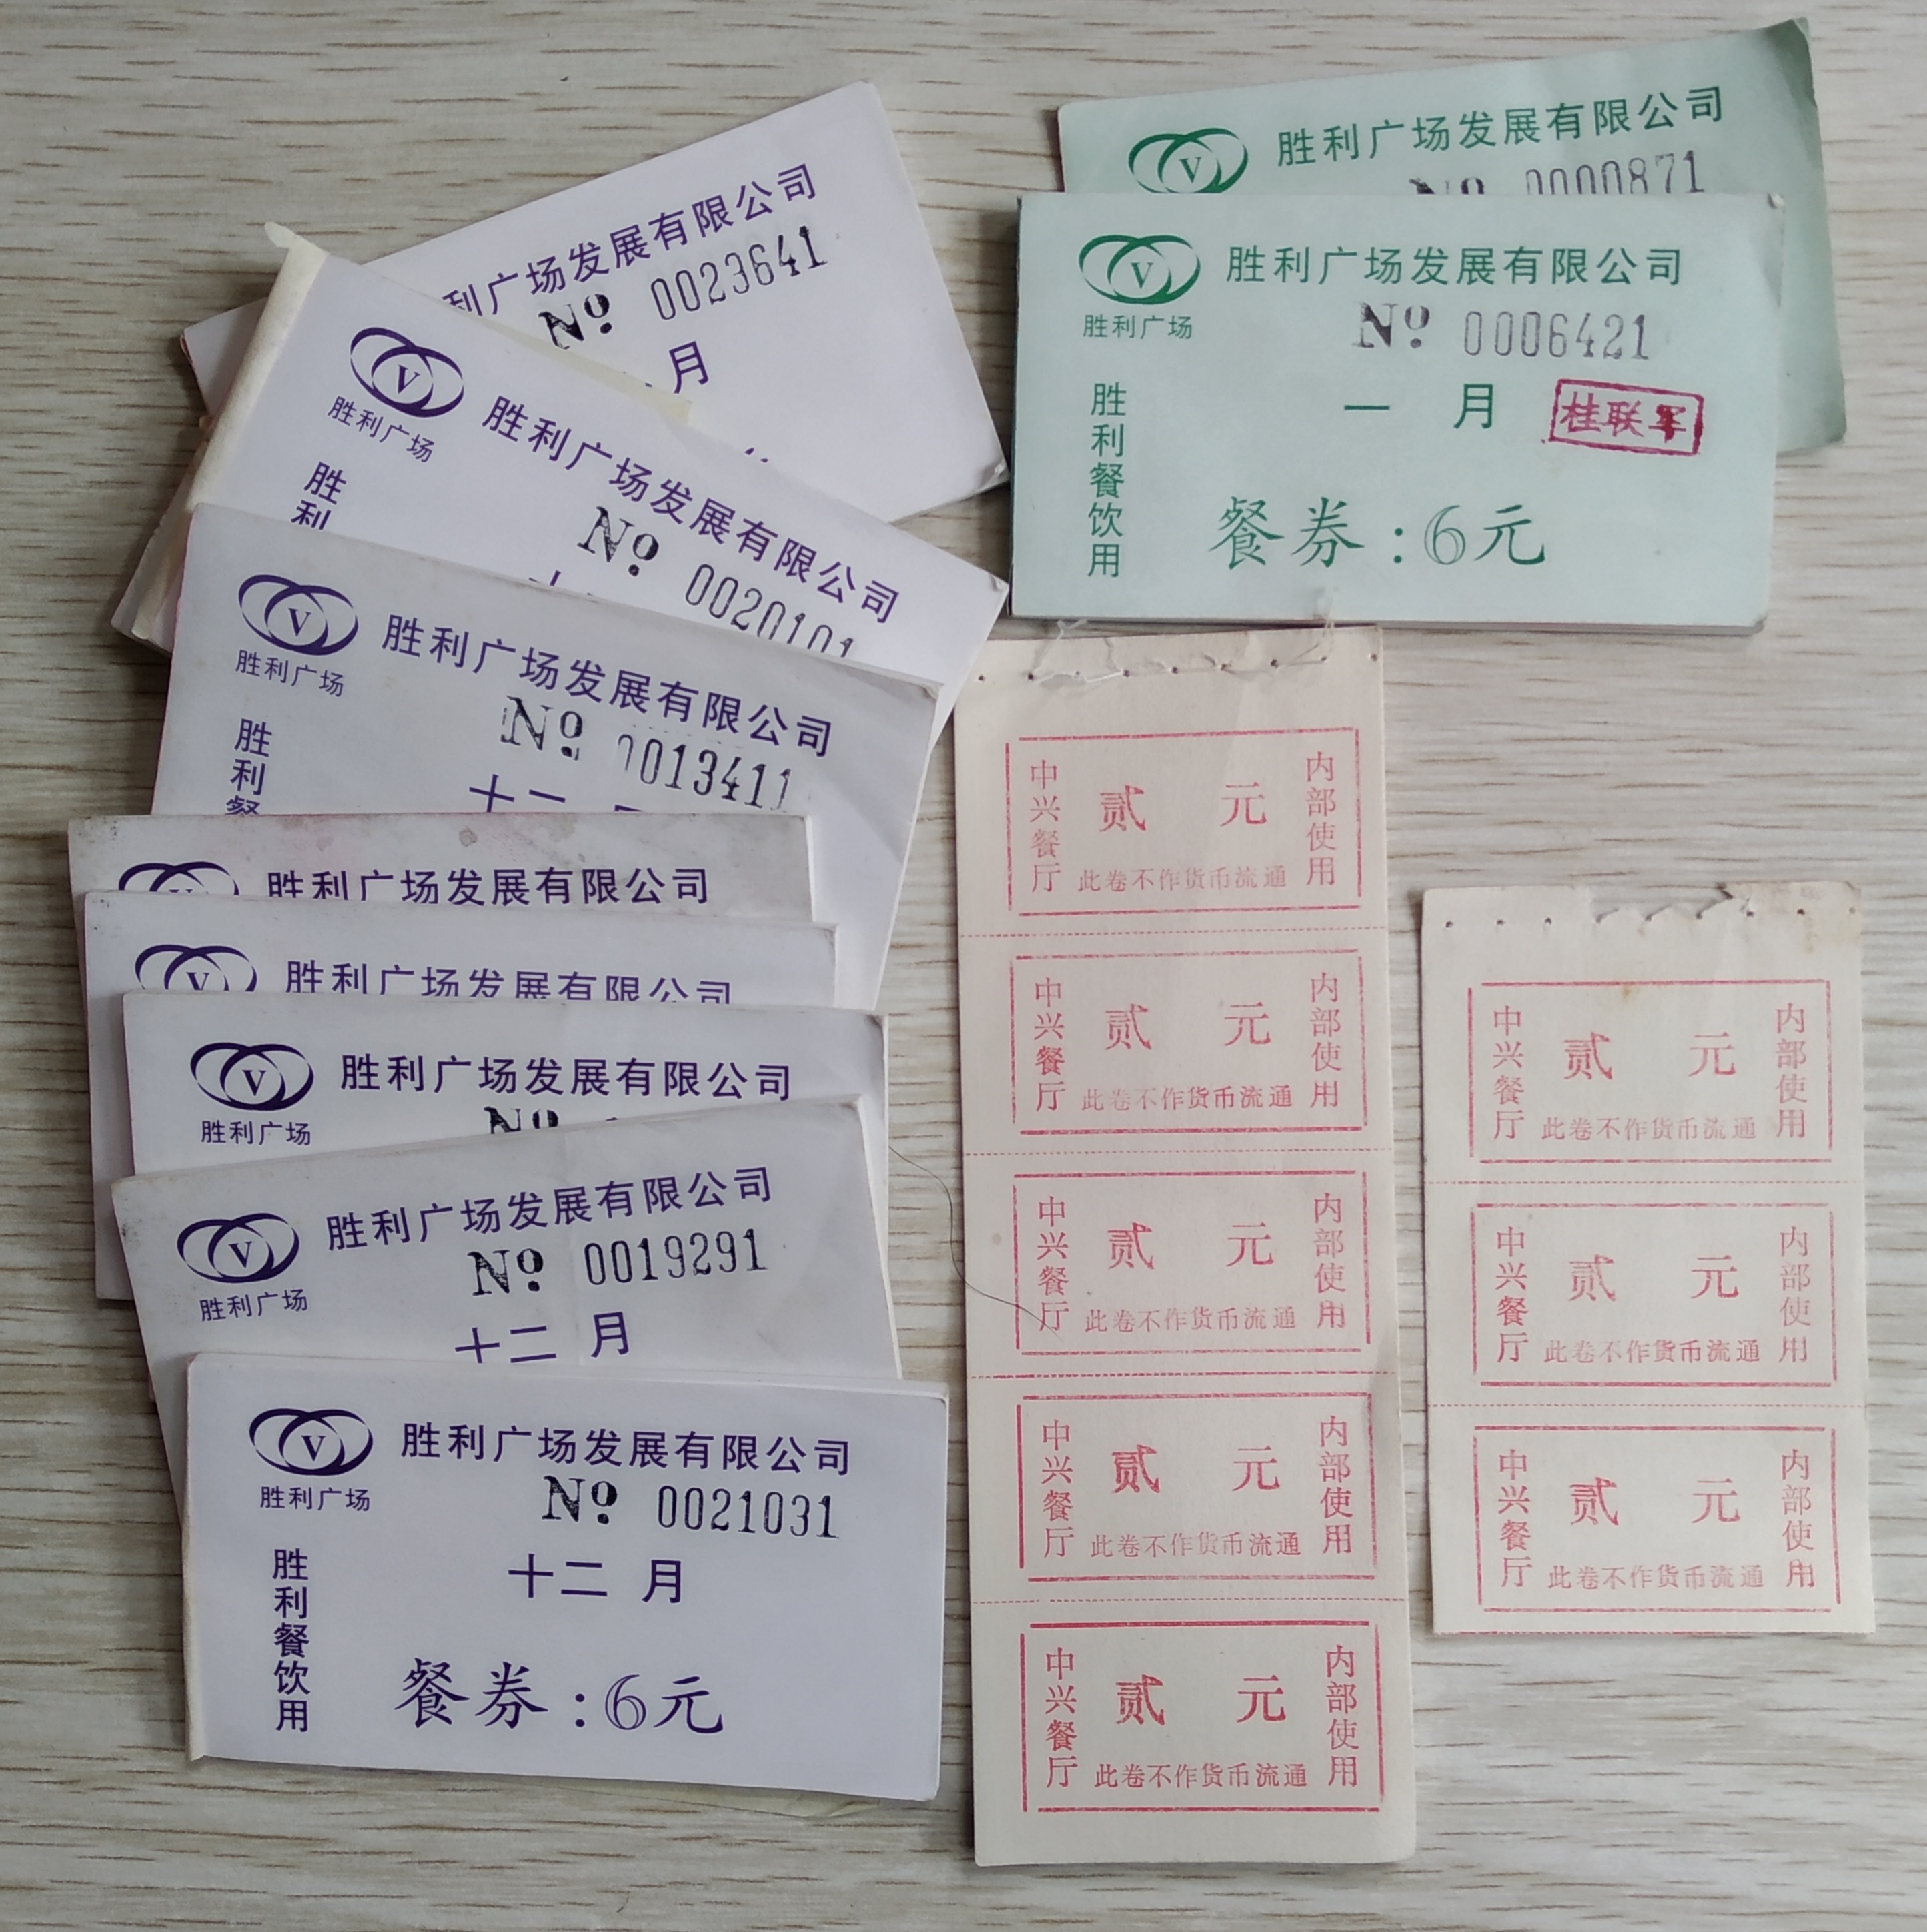 利广场发展有限公司
No 0023641
月
V
胜利广场
胜利广场发展有限公司
No 0020101
胜利
V
胜利广场
胜利广场发展有限公司
No 0013411
十一
胜利餐
胜利广场发展有限公司
V
胜利广场发展有限公司
V
胜利广场
胜利广场发展有限公司
No
V
胜利广场
胜利广场发展有限公司
No 0019291
十二 月
V
胜利广场
胜利广场发展有限公司
No 0021031
十二 月
胜利餐饮用
餐券:6元
V
胜利广场发展有限公司
No 0000871
V
胜利广场
胜利广场发展有限公司
No 0006421
一 月
桂联军
胜利餐饮用
餐券:6元
中兴餐厅
贰 元
内部使用
此卷不作货币流通
中兴餐厅
贰 元
内部使用
此卷不作货币流通
中兴餐厅
贰 元
内部使用
此卷不作货币流通
中兴餐厅
贰 元
内部使用
此卷不作货币流通
中兴餐厅
贰 元
内部使用
此卷不作货币流通
中兴餐厅
贰 元
内部使用
此卷不作货币流通
中兴餐厅
贰 元
内部使用
此卷不作货币流通
中兴餐厅
贰 元
内部使用
此卷不作货币流通